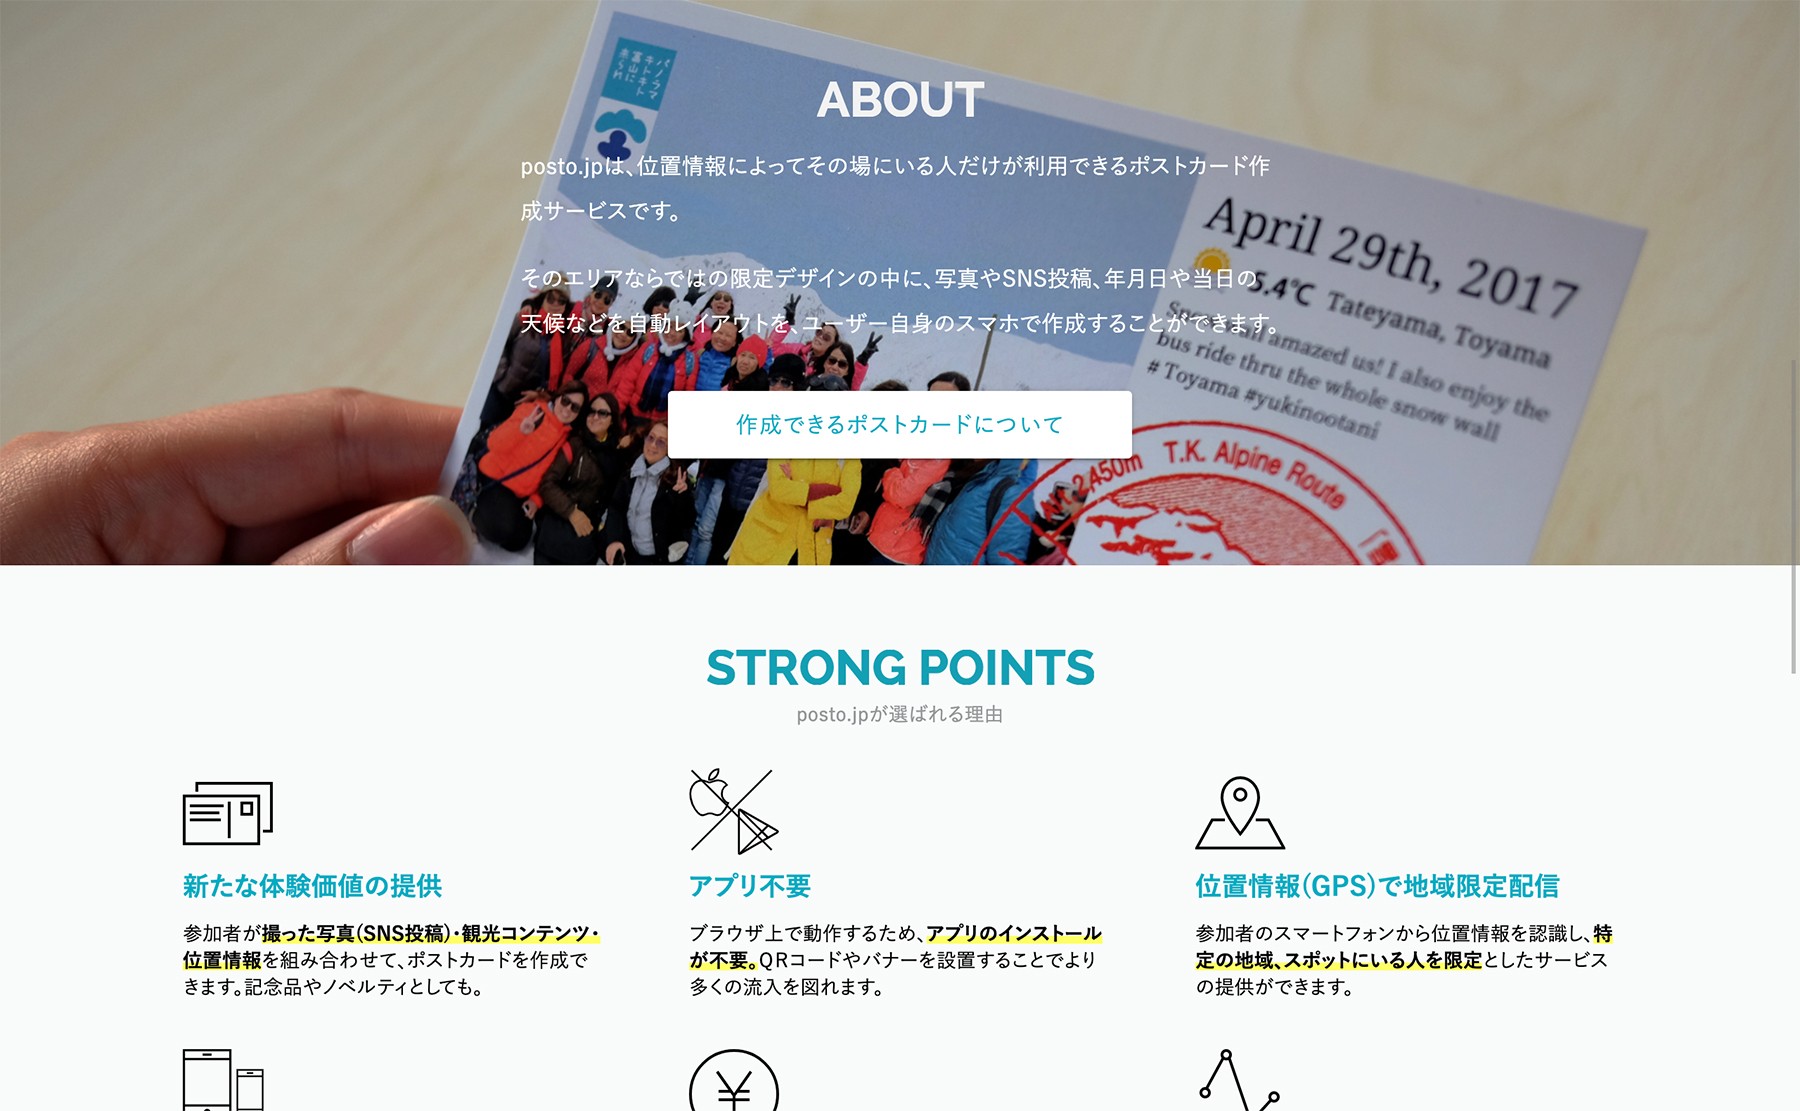 パノラマ
キトキト
富山に
来られ
ABOUT
posto.jpは、位置情報によってその場にいる人だけが利用できるポストカード作
成サービスです。
そのエリアならではの限定デザインの中に、写真やSNS投稿、年月日や当日の
天候などを自動レイアウトを、ユーザー自身のスマホで作成することができます。
作成できるポストカードについて
April 29th, 2017
5.4℃ Tateyama, Toyama
amazed us! I also enjoy the
bus ride thru the whole snow wall
# Toyama #yukinootani
2,450m T.K. Alpine Route
STRONG POINTS
posto.jpが選ばれる理由
新たな体験価値の提供
参加者が撮った写真(SNS投稿)・観光コンテンツ・
位置情報を組み合わせて、ポストカードを作成で
きます。記念品やノベルティとしても。
アプリ不要
ブラウザ上で動作するため、アプリのインストール
が不要。QRコードやバナーを設置することでより
多くの流入を図れます。
位置情報(GPS)で地域限定配信
参加者のスマートフォンから位置情報を認識し、特
定の地域、スポットにいる人を限定としたサービス
の提供ができます。
¥